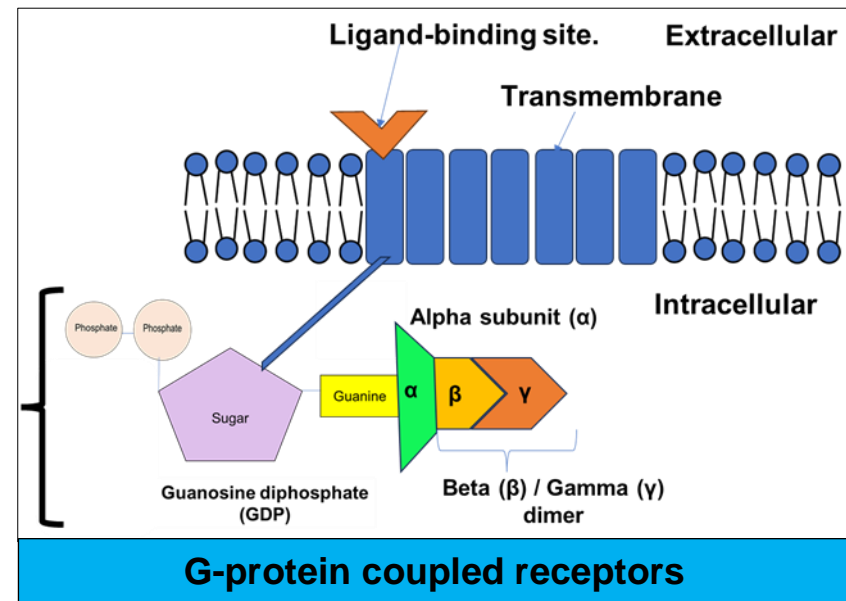 Ligand-binding site.
Extracellular
Transmembrane
Intracellular
Phosphate
Phosphate
Alpha subunit (α)
Sugar
Guanine
α
β
γ
Guanosine diphosphate
(GDP)
Beta (β) / Gamma (γ)
dimer
G-protein coupled receptors